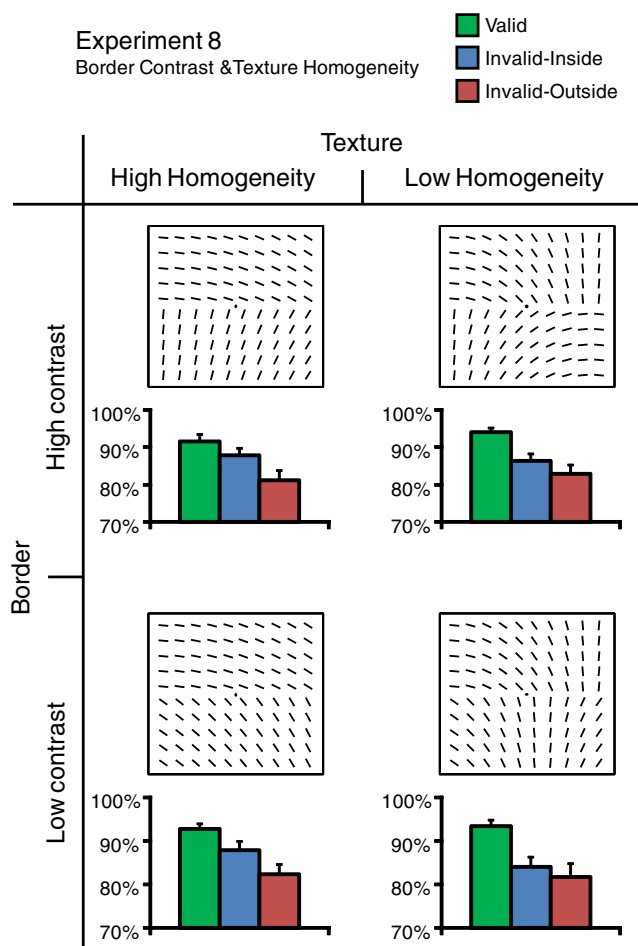 Experiment 8
Border Contrast &Texture Homogeneity
Valid
Invalid-Inside
Invalid-Outside
Texture
High Homogeneity
Low Homogeneity
Border
High contrast
100%
90%
80%
70%
100%
90%
80%
70%
Low contrast
100%
90%
80%
70%
100%
90%
80%
70%